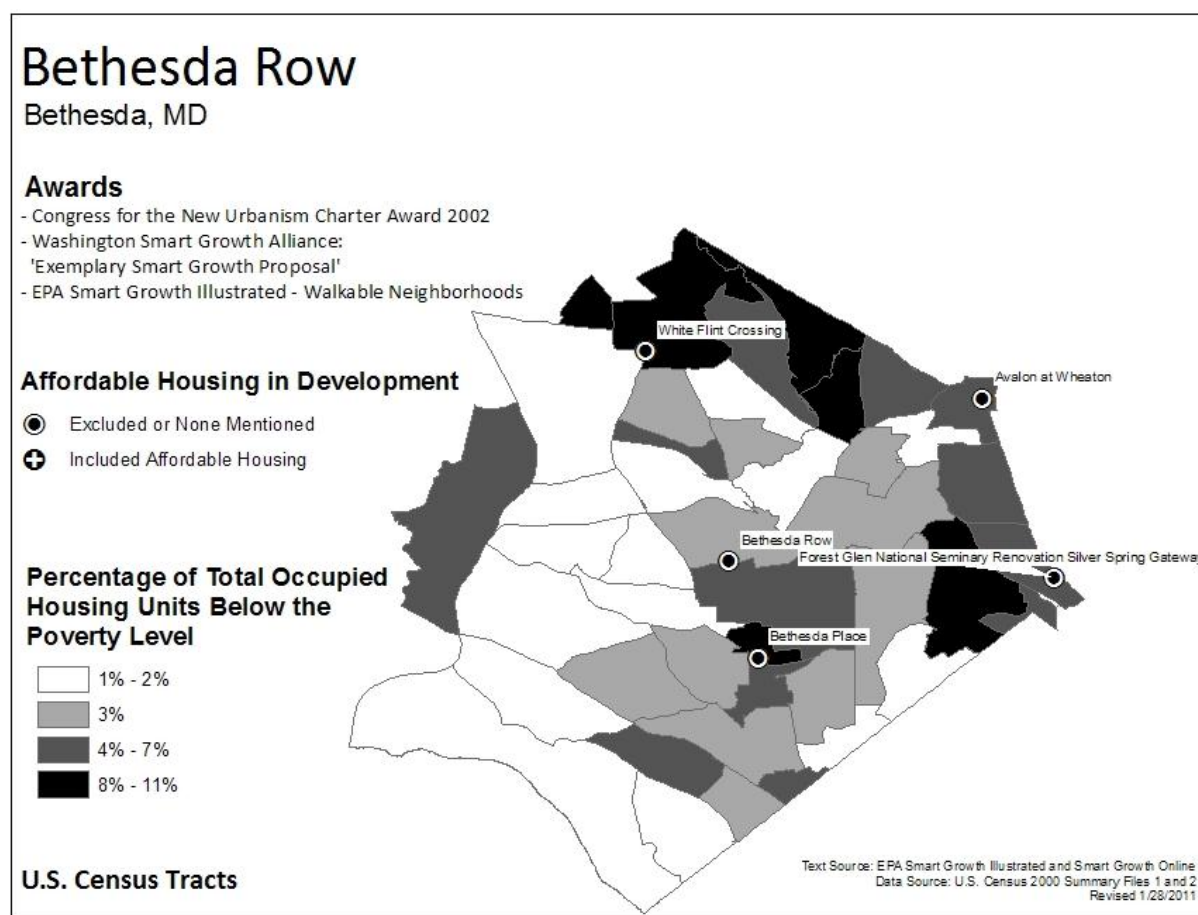 Bethesda Row
Bethesda, MD
Awards
- Congress for the New Urbanism Charter Award 2002
- Washington Smart Growth Alliance:
'Exemplary Smart Growth Proposal'
- EPA Smart Growth Illustrated - Walkable Neighborhoods
Affordable Housing in Development
Excluded or None Mentioned
Included Affordable Housing
Percentage of Total Occupied
Housing Units Below the
Poverty Level
1% - 2%
3%
4% - 7%
8% - 11%
U.S. Census Tracts
White Flint Crossing
Avalon at Wheaton
Bethesda Row
Forest Glen National Seminary Renovation Silver Spring Gateway
Bethesda Place
Text Source: EPA Smart Growth Illustrated and Smart Growth Online
Data Source: U.S. Census 2000 Summary Files 1 and 2
Revised 1/28/2011